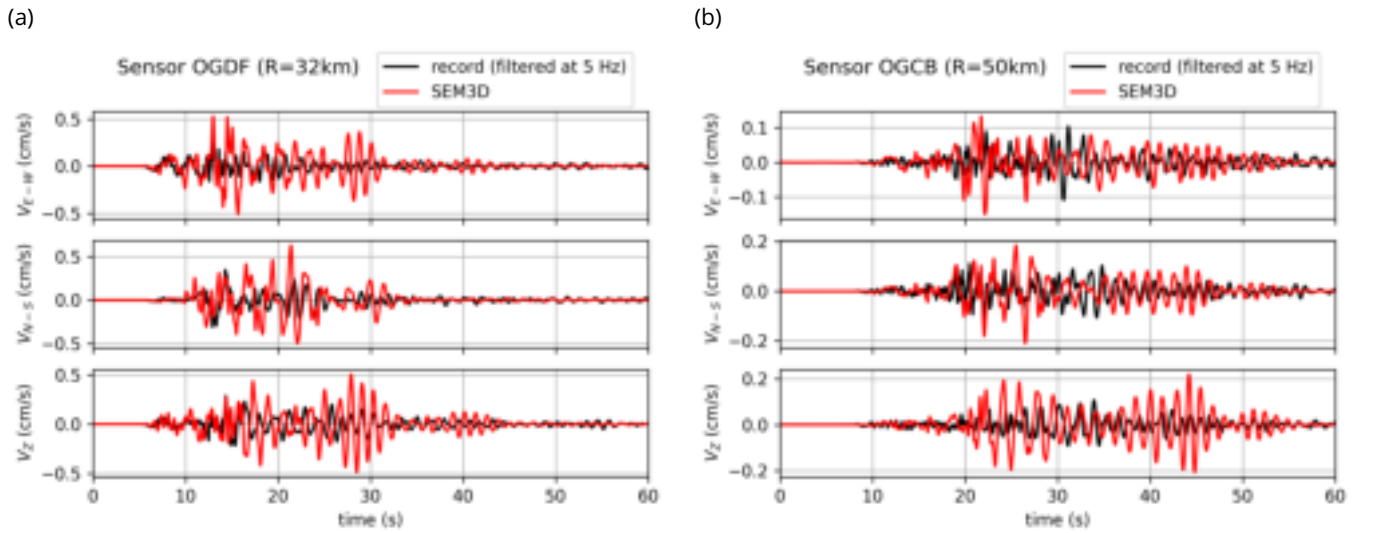 (a)
Sensor OGDF (R=32km)
record (filtered at 5 Hz)
SEM3D
0.5
0.0
−0.5
V_{E−W} (cm/s)
0.5
0.0
−0.5
V_{N−S} (cm/s)
0.5
0.0
−0.5
V_Z (cm/s)
0 10 20 30 40 50 60
time (s)
(b)
Sensor OGCB (R=50km)
record (filtered at 5 Hz)
SEM3D
0.1
0.0
−0.1
V_{E−W} (cm/s)
0.2
0.0
−0.2
V_{N−S} (cm/s)
0.2
0.0
−0.2
V_Z (cm/s)
0 10 20 30 40 50 60
time (s)